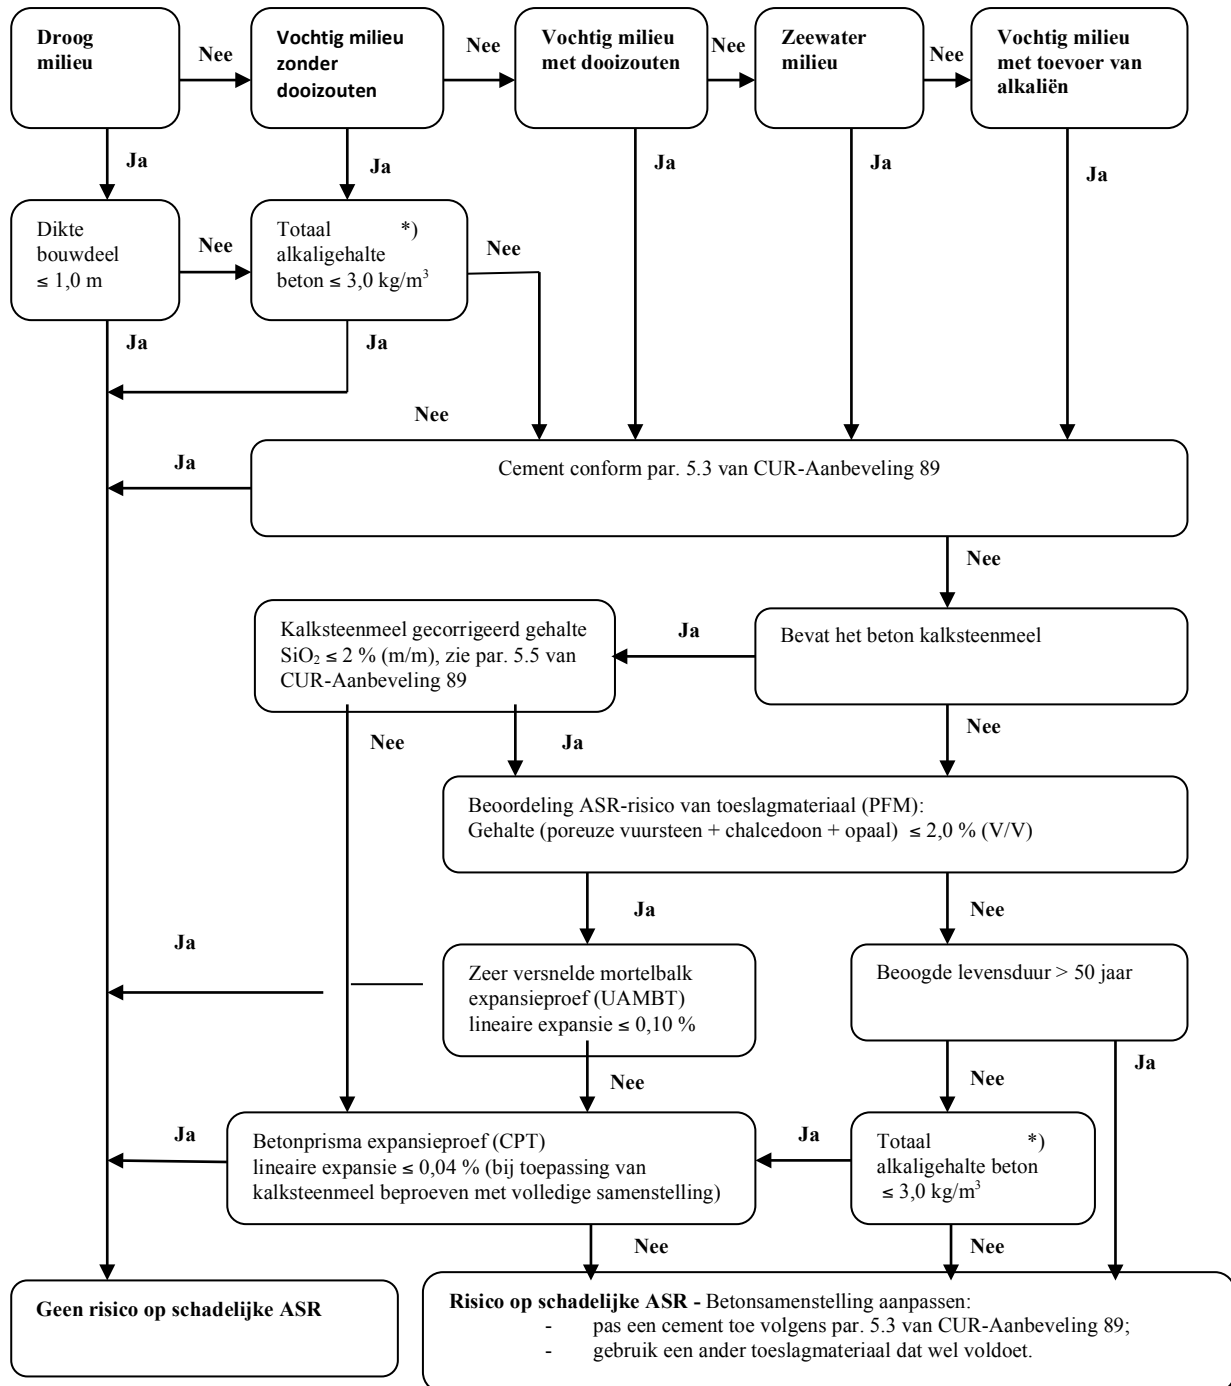 Droog
milieu
Nee
Vochtig milieu
zonder
dooizouten
Nee
Vochtig milieu
met dooizouten
Nee
Zeewater
milieu
Nee
Vochtig milieu
met toevoer van
alkaliën
Ja
Ja
Ja
Ja
Ja
Dikte
bouwdeel
≤ 1,0 m
Nee
Totaal *)
alkaligehalte
beton ≤ 3,0 kg/m³
Nee
Ja
Ja
Nee
Ja
Cement conform par. 5.3 van CUR-Aanbeveling 89
Nee
Kalksteenmeel gecorrigeerd gehalte
SiO₂ ≤ 2 % (m/m), zie par. 5.5 van
CUR-Aanbeveling 89
Ja
Bevat het beton kalksteenmeel
Nee
Ja
Nee
Beoordeling ASR-risico van toeslagmateriaal (PFM):
Gehalte (poreuze vuursteen + chalcedoon + opaal) ≤ 2,0 % (V/V)
Ja
Nee
Ja
Zeer versnelde mortelbalk
expansieproef (UAMBT)
lineaire expansie ≤ 0,10 %
Beoogde levensduur > 50 jaar
Nee
Nee
Ja
Ja
Betonprisma expansieproef (CPT)
lineaire expansie ≤ 0,04 % (bij toepassing van
kalksteenmeel beproeven met volledige samenstelling)
Ja
Totaal *)
alkaligehalte beton
≤ 3,0 kg/m³
Nee
Nee
Geen risico op schadelijke ASR
Risico op schadelijke ASR - Betonsamenstelling aanpassen:
- pas een cement toe volgens par. 5.3 van CUR-Aanbeveling 89;
- gebruik een ander toeslagmateriaal dat wel voldoet.